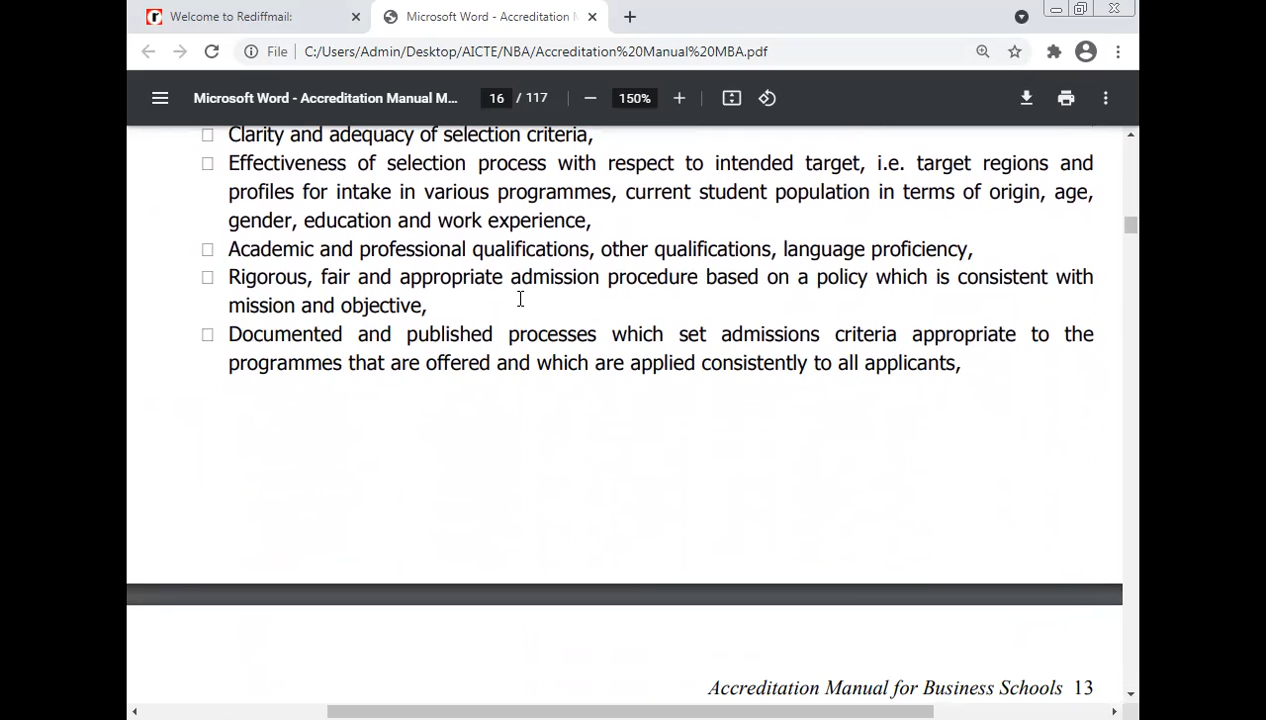 Welcome to Rediffmail:
Microsoft Word - Accreditation M
File C:/Users/Admin/Desktop/AICTE/NBA/Accreditation%20Manual%20MBA.pdf
Microsoft Word - Accreditation Manual M... 16 / 117 150%
Clarity and adequacy of selection criteria,
Effectiveness of selection process with respect to intended target, i.e. target regions and
profiles for intake in various programmes, current student population in terms of origin, age,
gender, education and work experience,
Academic and professional qualifications, other qualifications, language proficiency,
Rigorous, fair and appropriate admission procedure based on a policy which is consistent with
mission and objective,
Documented and published processes which set admissions criteria appropriate to the
programmes that are offered and which are applied consistently to all applicants,
Accreditation Manual for Business Schools 13